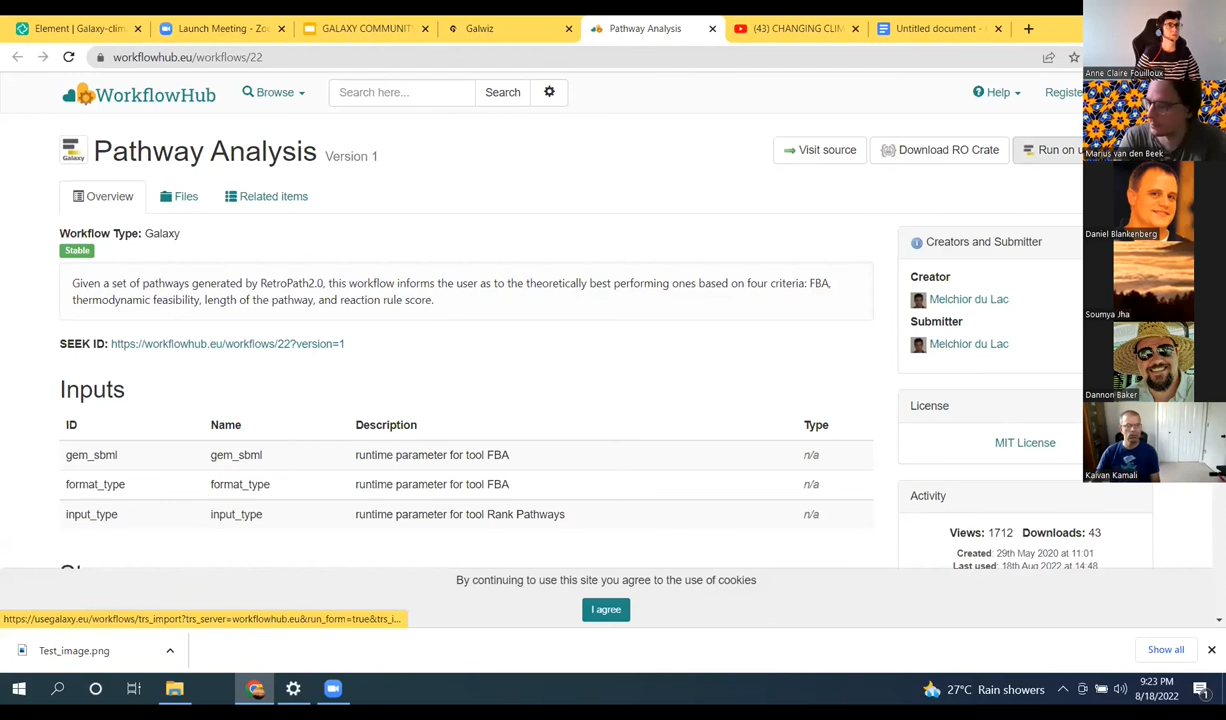 Element | Galaxy-clim
Launch Meeting - Zoo
GALAXY COMMUNIT
Galwiz
Pathway Analysis
(43) CHANGING CLIM
Untitled document -
workflowhub.eu/workflows/22
WorkflowHub
Browse
Search here...
Search
Help
Registe
Galaxy
Pathway Analysis Version 1
Visit source
Download RO Crate
Run on u
Overview
Files
Related items
Workflow Type: Galaxy
Stable
Given a set of pathways generated by RetroPath2.0, this workflow informs the user as to the theoretically best performing ones based on four criteria: FBA,
thermodynamic feasibility, length of the pathway, and reaction rule score.
SEEK ID: https://workflowhub.eu/workflows/22?version=1
Inputs
ID Name Description Type
gem_sbml gem_sbml runtime parameter for tool FBA n/a
format_type format_type runtime parameter for tool FBA n/a
input_type input_type runtime parameter for tool Rank Pathways n/a
Creators and Submitter
Creator
Melchior du Lac
Submitter
Melchior du Lac
License
MIT License
Activity
Views: 1712 Downloads: 43
Created: 29th May 2020 at 11:01
Last used: 18th Aug 2022 at 14:48
By continuing to use this site you agree to the use of cookies
I agree
https://usegalaxy.eu/workflows/trs_import?trs_server=workflowhub.eu&run_form=true&trs_i...
Test_image.png
Show all
27°C Rain showers
9:23 PM
8/18/2022
1
Anne Claire Fouilloux
Marius van den Beek
Daniel Blankenberg
Soumya Jha
Dannon Baker
Kaivan Kamali